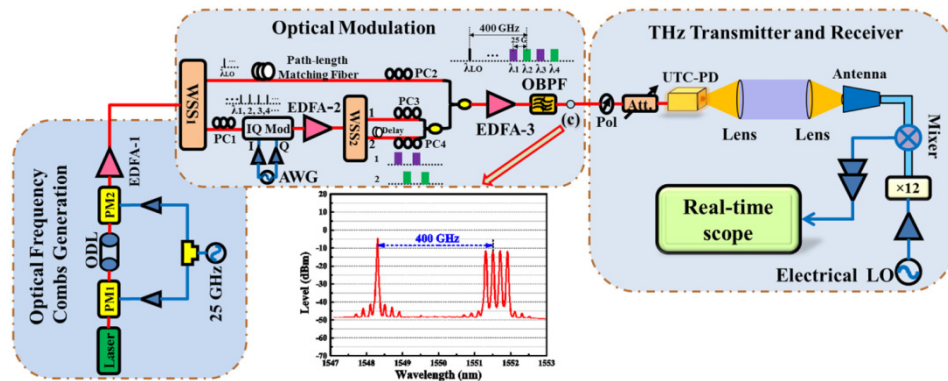 Optical Modulation
400 GHz
25 G
λLO λ1 λ2 λ3 λ4
OBPF
EDFA-3
(c)
λLO
Path-length
Matching Fiber
PC2
WSS1
λ1, 2, 3, 4,...
EDFA-2
PC1
IQ Mod
I Q
AWG
WSS2
1
2
PC3
Delay
PC4
1
2
THz Transmitter and Receiver
Pol
Att.
UTC-PD
Lens
Lens
Antenna
Mixer
×12
Real-time
scope
Electrical LO
Optical Frequency
Combs Generation
EDFA-1
PM2
ODL
PM1
Laser
25 GHz
400 GHz
Level (dBm)
20
10
0
-10
-20
-30
-40
-50
-60
-70
1547 1548 1549 1550 1551 1552 1553
Wavelength (nm)